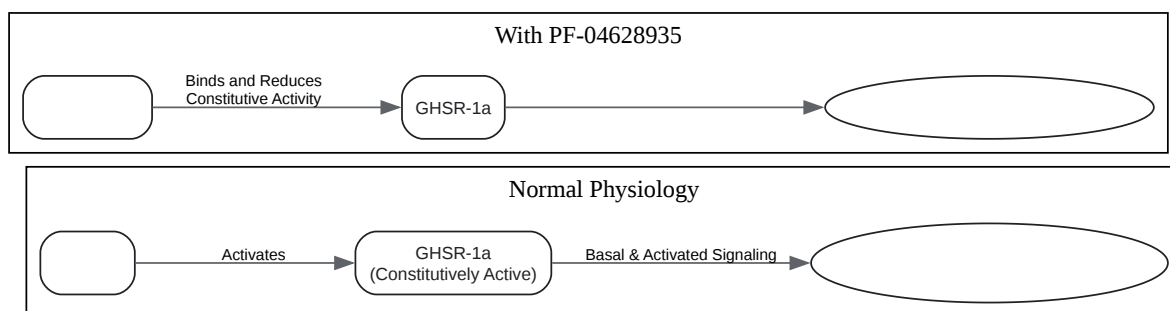 With PF-04628935
Binds and Reduces
Constitutive Activity
GHSR-1a
Normal Physiology
Activates
GHSR-1a
(Constitutively Active)
Basal & Activated Signaling